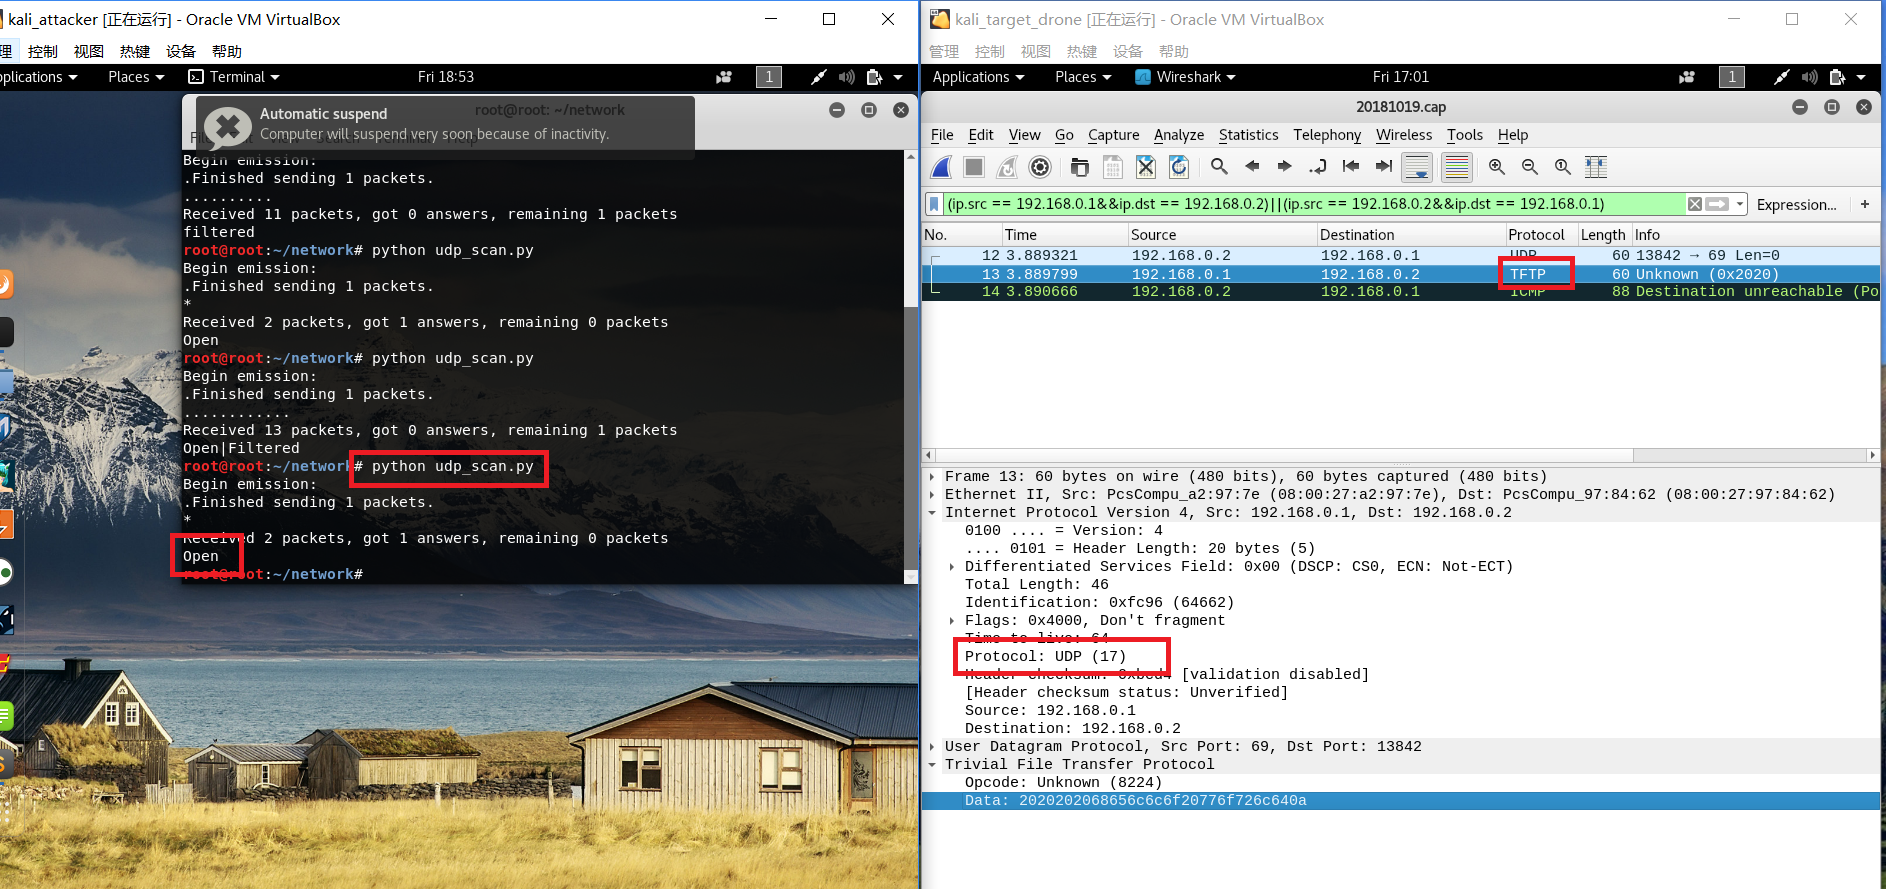 kali_attacker [正在运行] - Oracle VM VirtualBox
理 控制 视图 热键 设备 帮助
pplications Places Terminal Fri 18:53 1
root@root: ~/network
Automatic suspend
Computer will suspend very soon because of inactivity.
Begin emission:
.Finished sending 1 packets.
..........
Received 11 packets, got 0 answers, remaining 1 packets
filtered
root@root:~/network# python udp_scan.py
Begin emission:
.Finished sending 1 packets.
*
Received 2 packets, got 1 answers, remaining 0 packets
Open
root@root:~/network# python udp_scan.py
Begin emission:
.Finished sending 1 packets.
............
Received 13 packets, got 0 answers, remaining 1 packets
Open|Filtered
root@root:~/network# python udp_scan.py
Begin emission:
.Finished sending 1 packets.
*
Received 2 packets, got 1 answers, remaining 0 packets
Open
root@root:~/network#
kali_target_drone [正在运行] - Oracle VM VirtualBox
管理 控制 视图 热键 设备 帮助
Applications Places Wireshark Fri 17:01 1
20181019.cap
File Edit View Go Capture Analyze Statistics Telephony Wireless Tools Help
(ip.src == 192.168.0.1&&ip.dst == 192.168.0.2)||(ip.src == 192.168.0.2&&ip.dst == 192.168.0.1) Expression... +
No. Time Source Destination Protocol Length Info
12 3.889321 192.168.0.2 192.168.0.1 UDP 60 13842 → 69 Len=0
13 3.889799 192.168.0.1 192.168.0.2 TFTP 60 Unknown (0x2020)
14 3.890666 192.168.0.2 192.168.0.1 ICMP 88 Destination unreachable (Po
Frame 13: 60 bytes on wire (480 bits), 60 bytes captured (480 bits)
Ethernet II, Src: PcsCompu_a2:97:7e (08:00:27:a2:97:7e), Dst: PcsCompu_97:84:62 (08:00:27:97:84:62)
Internet Protocol Version 4, Src: 192.168.0.1, Dst: 192.168.0.2
0100 .... = Version: 4
.... 0101 = Header Length: 20 bytes (5)
Differentiated Services Field: 0x00 (DSCP: CS0, ECN: Not-ECT)
Total Length: 46
Identification: 0xfc96 (64662)
Flags: 0x4000, Don't fragment
Time to live: 64
Protocol: UDP (17)
Header checksum: 0xbcd4 [validation disabled]
[Header checksum status: Unverified]
Source: 192.168.0.1
Destination: 192.168.0.2
User Datagram Protocol, Src Port: 69, Dst Port: 13842
Trivial File Transfer Protocol
Opcode: Unknown (8224)
Data: 2020202068656c6c6f20776f726c640a